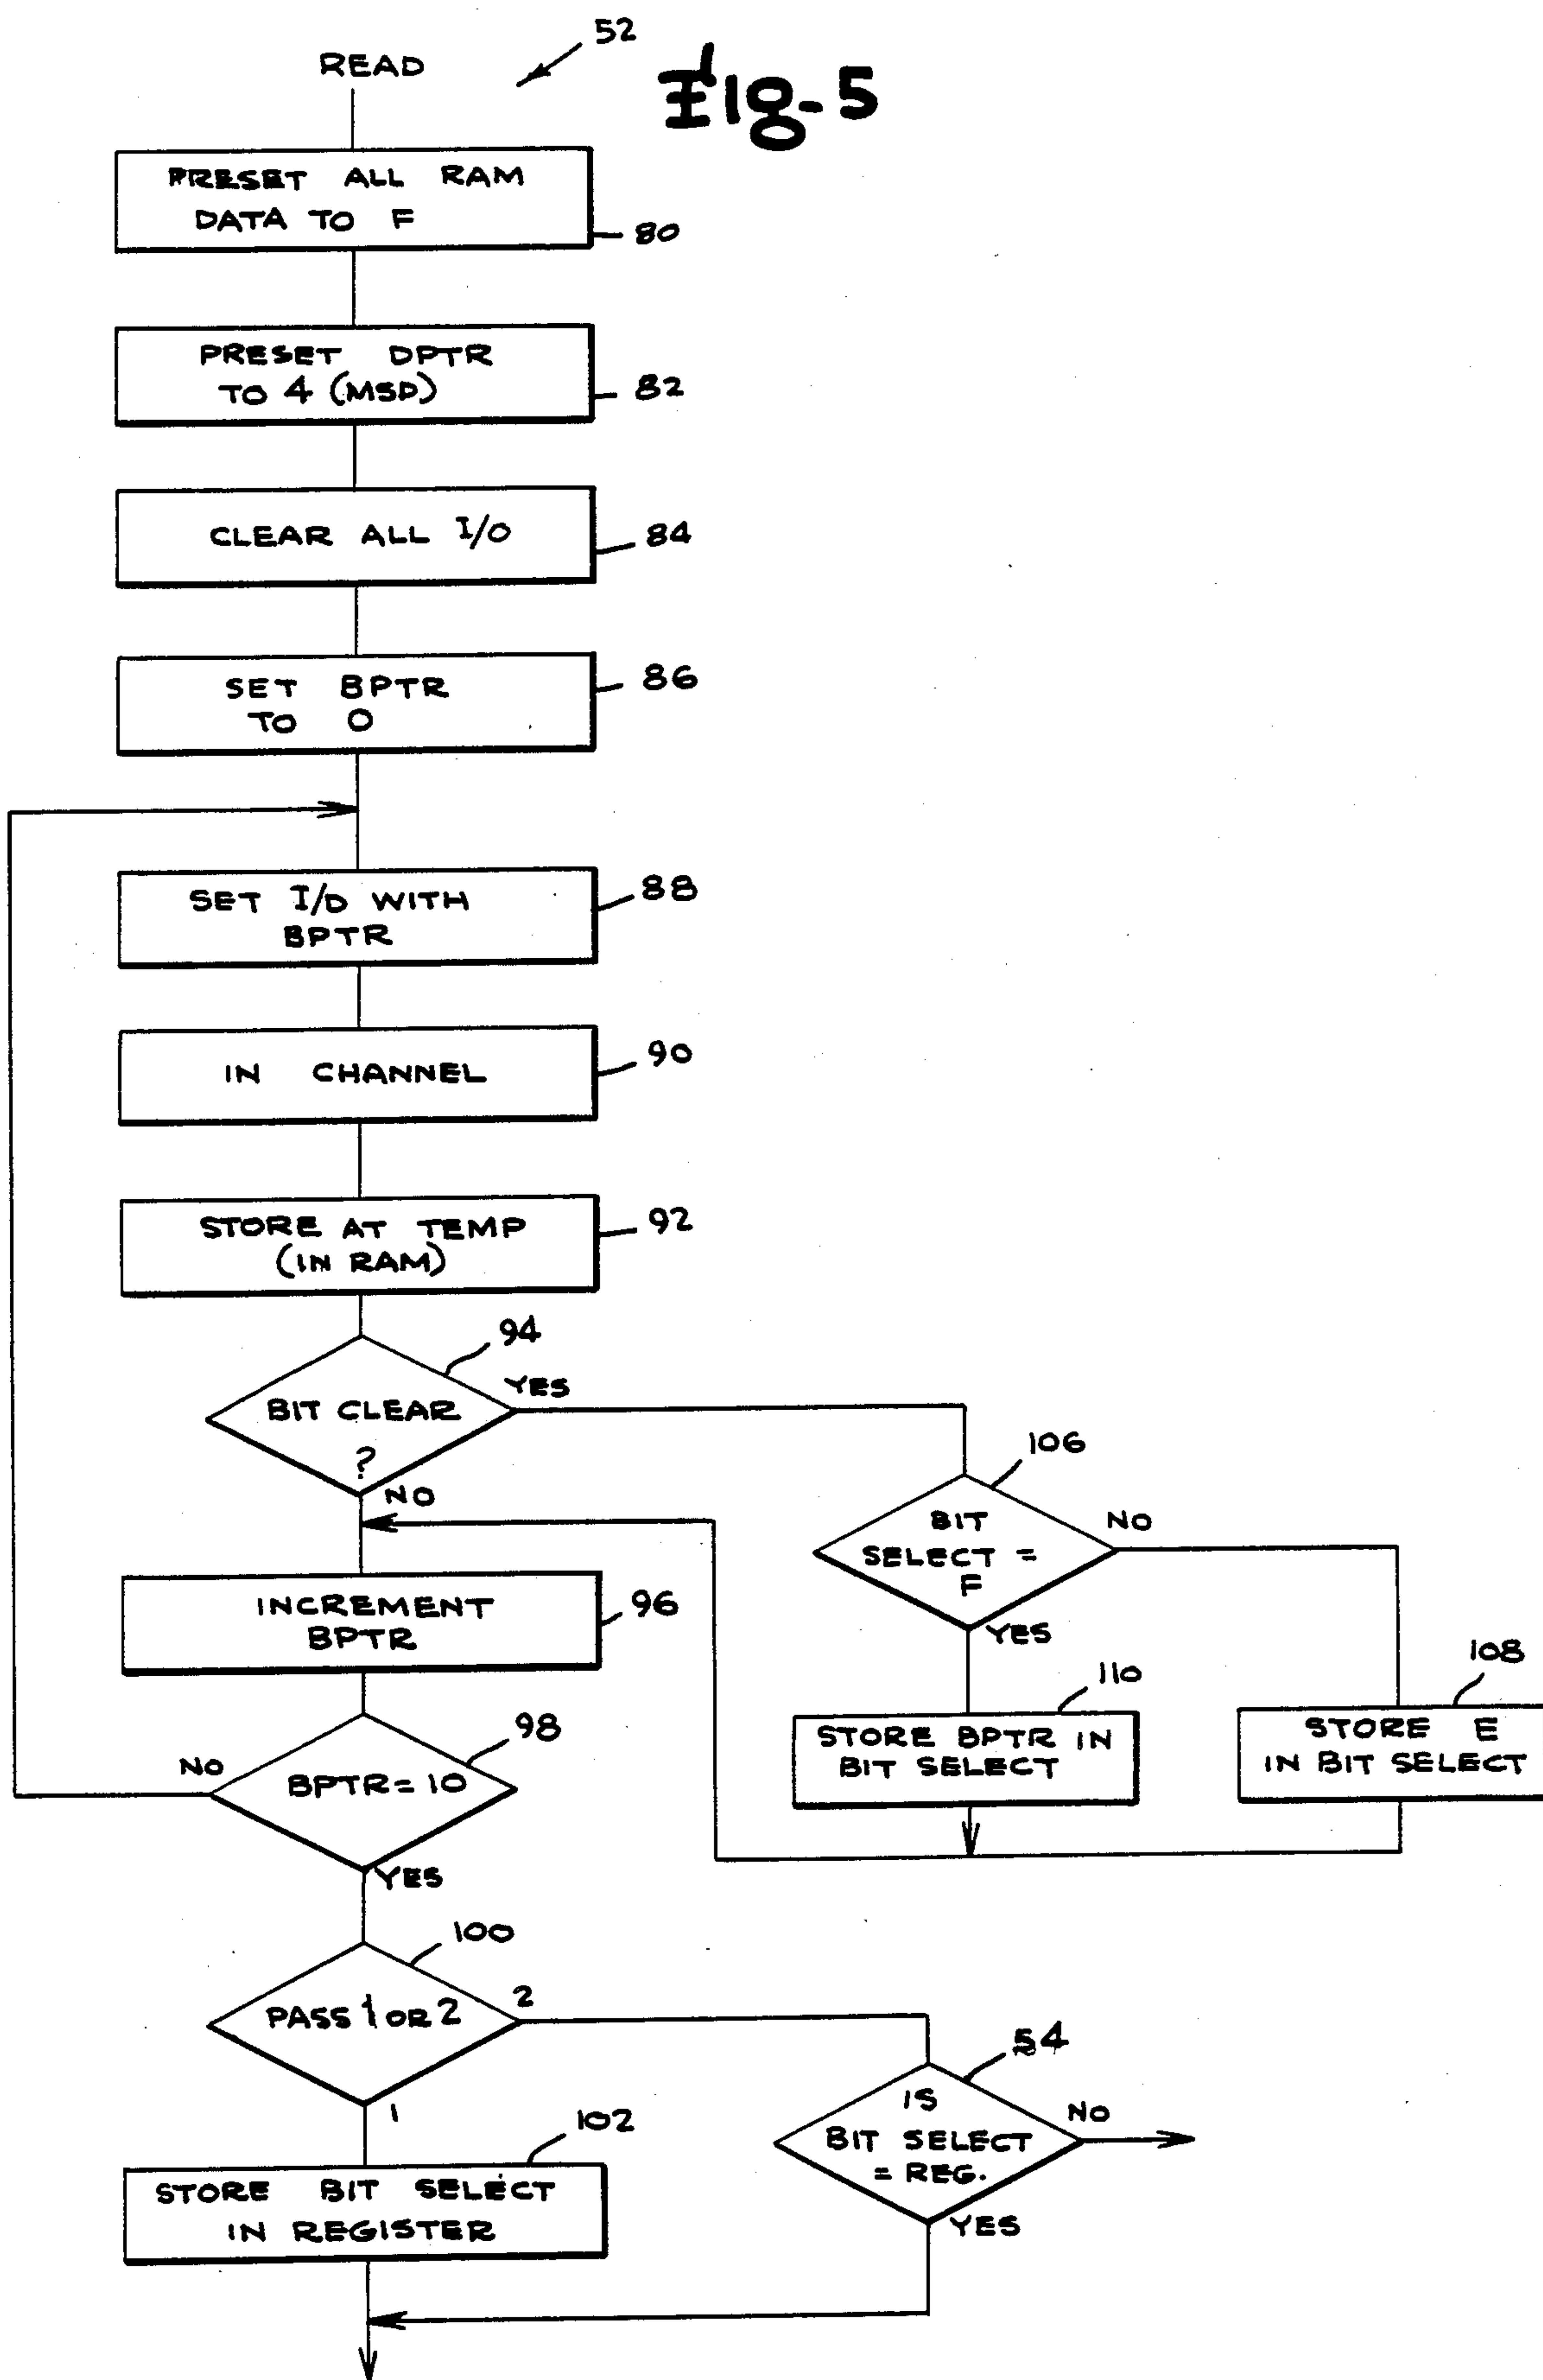 52
READ
Fig-5
PRESET ALL RAM
DATA TO F
80
PRESET DPTR
TO 4 (MSD)
82
CLEAR ALL I/O
84
SET BPTR
TO 0
86
SET I/O WITH
BPTR
88
IN CHANNEL
90
STORE AT TEMP
(IN RAM)
92
94
BIT CLEAR
?
YES
NO
106
BIT
SELECT =
F
NO
YES
INCREMENT
BPTR
96
110
STORE BPTR IN
BIT SELECT
108
STORE E
IN BIT SELECT
98
NO
BPTR = 10
YES
100
PASS 1 OR 2
2
1
54
IS
BIT SELECT
= REG.
NO
YES
102
STORE BIT SELECT
IN REGISTER